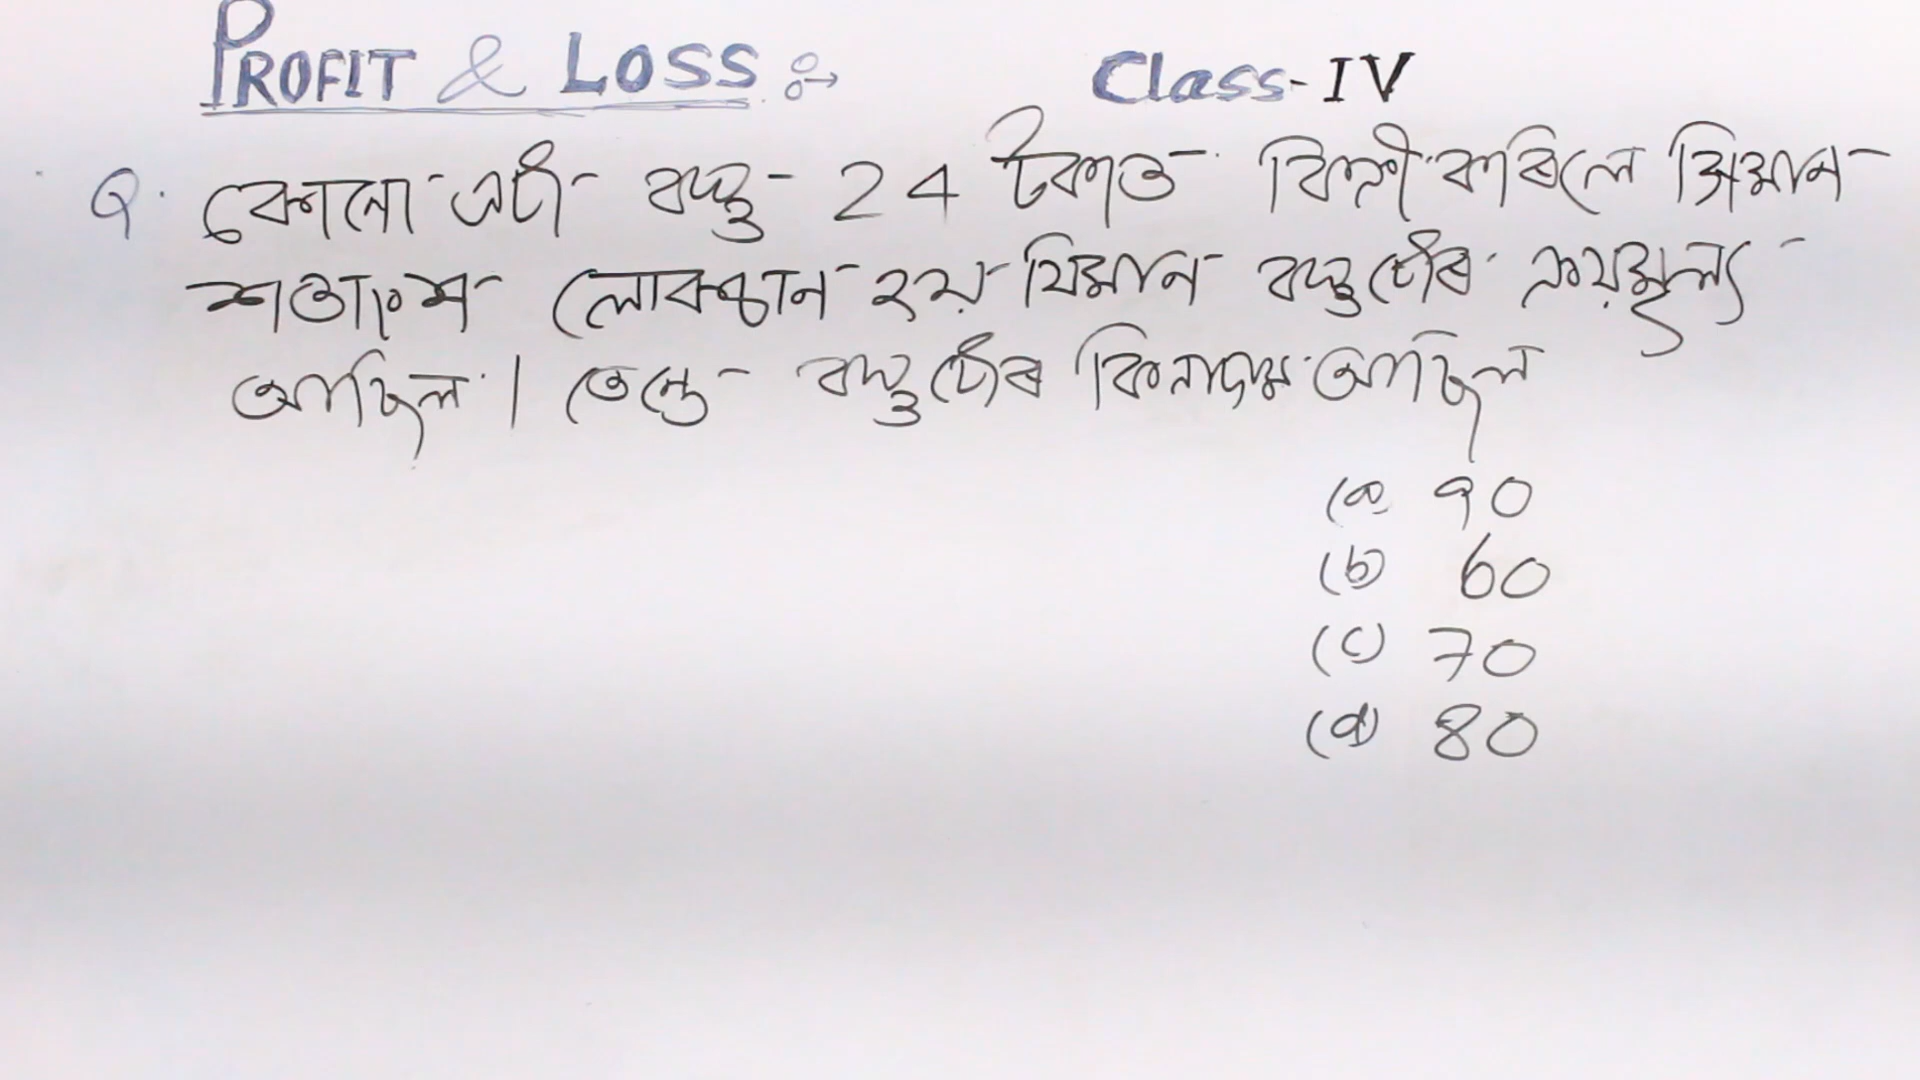 PROFIT & LOSS :→ Class-IV
Q. কোনো এটা বস্তু 24 টকাত বিক্ৰী কৰিলে সিমান
শতাংশ লোকচান হয় যিমান বস্তুটোৰ ক্ৰয়মূল্য
আছিল । তেন্তে বস্তুটোৰ কিনাদাম আছিল
(a) 90
(b) 60
(c) 70
(d) 80